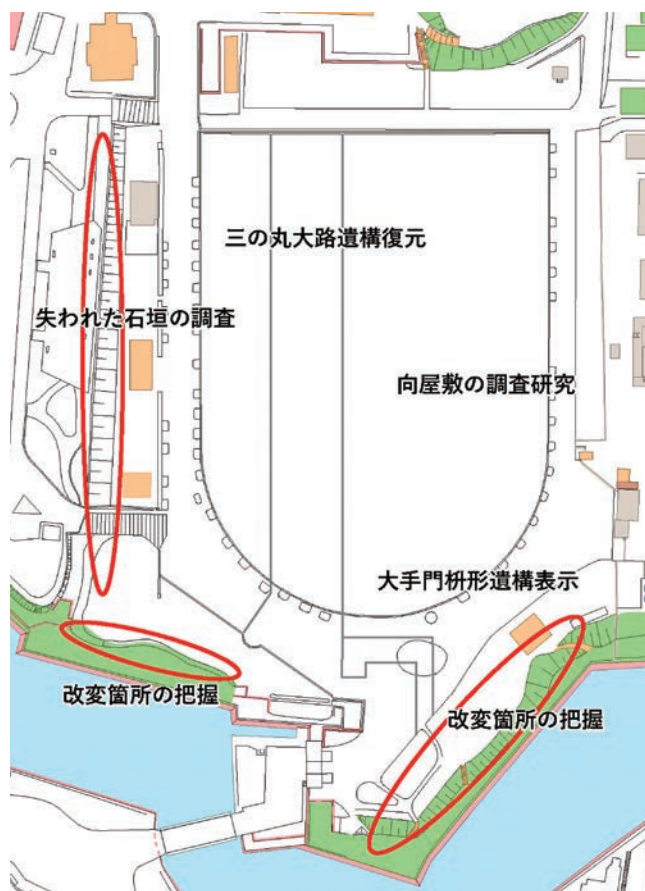 三の丸大路遺構復元
失われた石垣の調査
向屋敷の調査研究
大手門枡形遺構表示
改変箇所の把握
改変箇所の把握